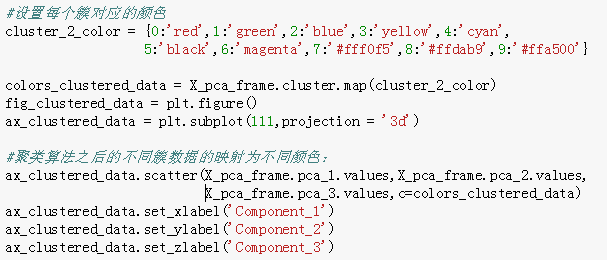 #设置每个簇对应的颜色
cluster_2_color = {0:'red',1:'green',2:'blue',3:'yellow',4:'cyan',
5:'black',6:'magenta',7:'#fff0f5',8:'#ffdab9',9:'#ffa500'}
colors_clustered_data = X_pca_frame.cluster.map(cluster_2_color)
fig_clustered_data = plt.figure()
ax_clustered_data = plt.subplot(111,projection = '3d')
#聚类算法之后的不同簇数据的映射为不同颜色:
ax_clustered_data.scatter(X_pca_frame.pca_1.values,X_pca_frame.pca_2.values,
X_pca_frame.pca_3.values,c=colors_clustered_data)
ax_clustered_data.set_xlabel('Component_1')
ax_clustered_data.set_ylabel('Component_2')
ax_clustered_data.set_zlabel('Component_3')